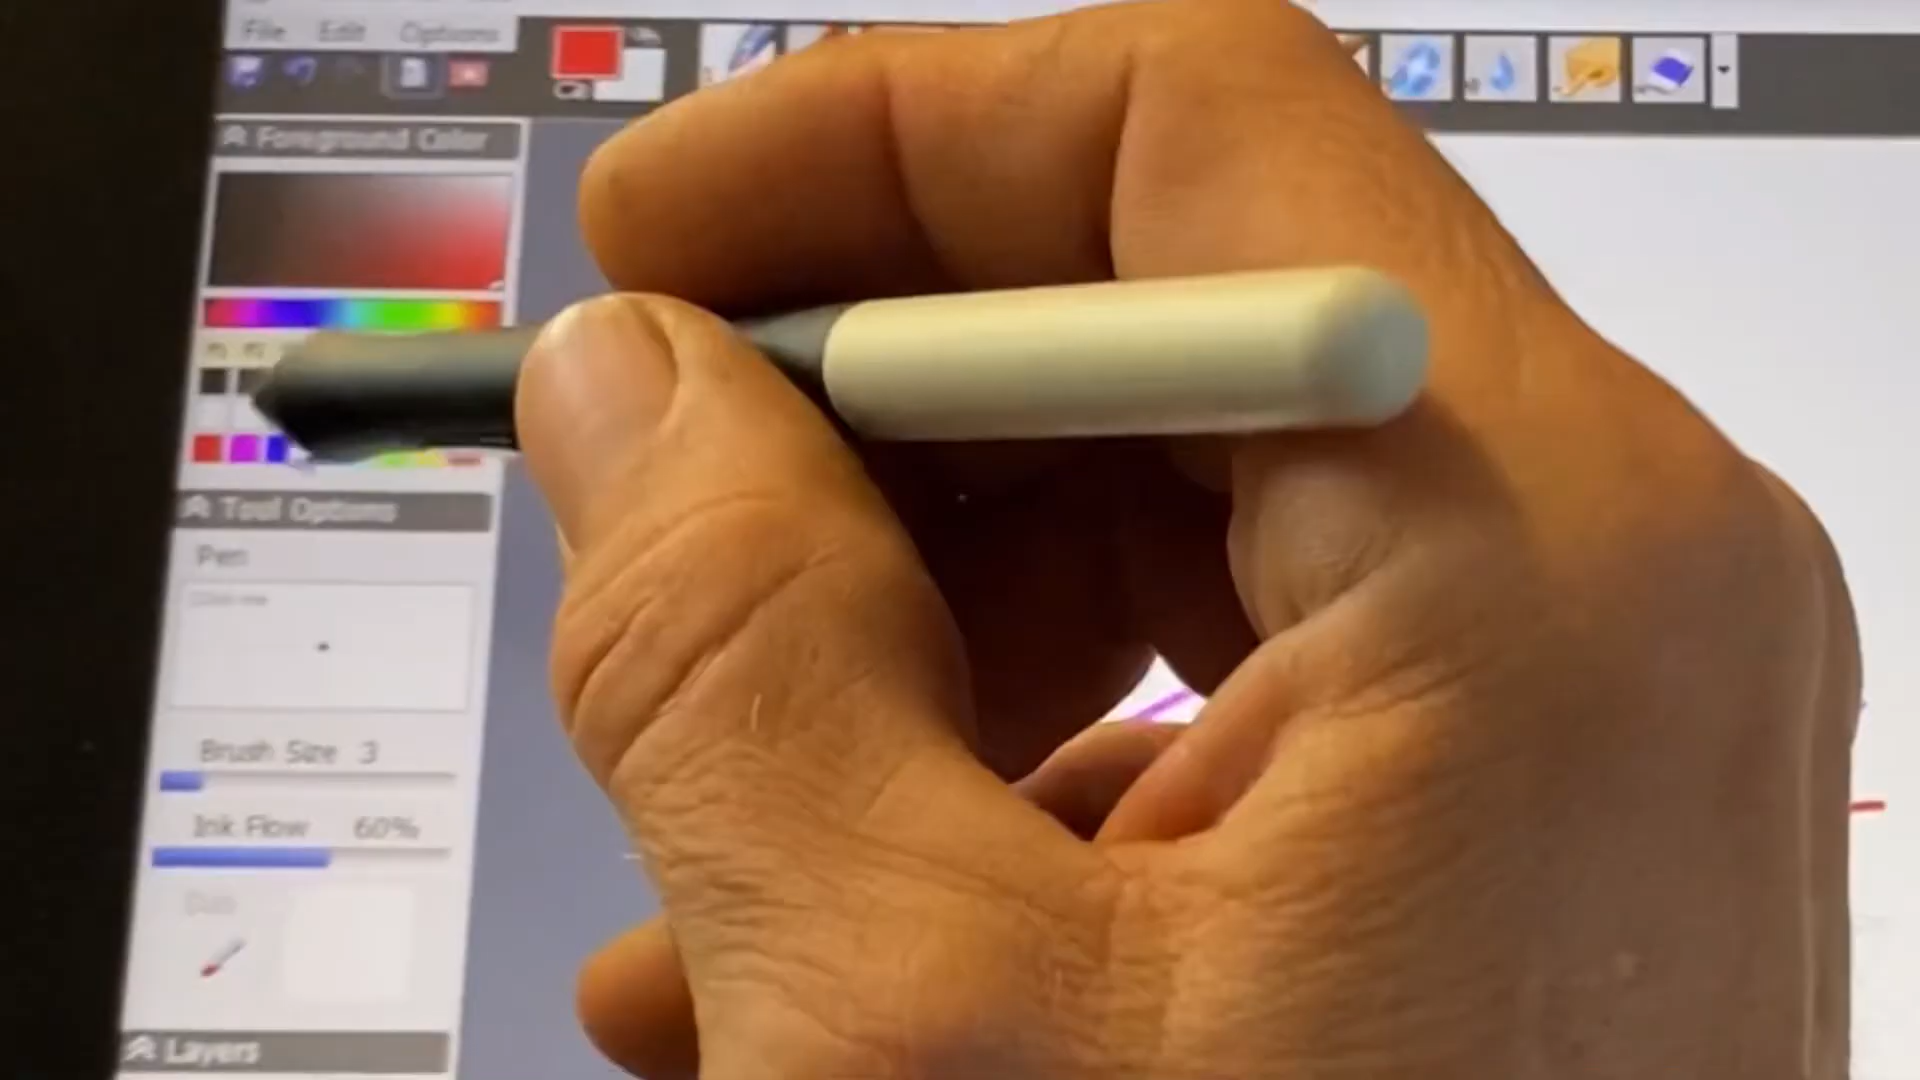 File Edit Options
Foreground Color
Tool Options
Pen
Brush Size 3
Ink Flow 60%
Layers